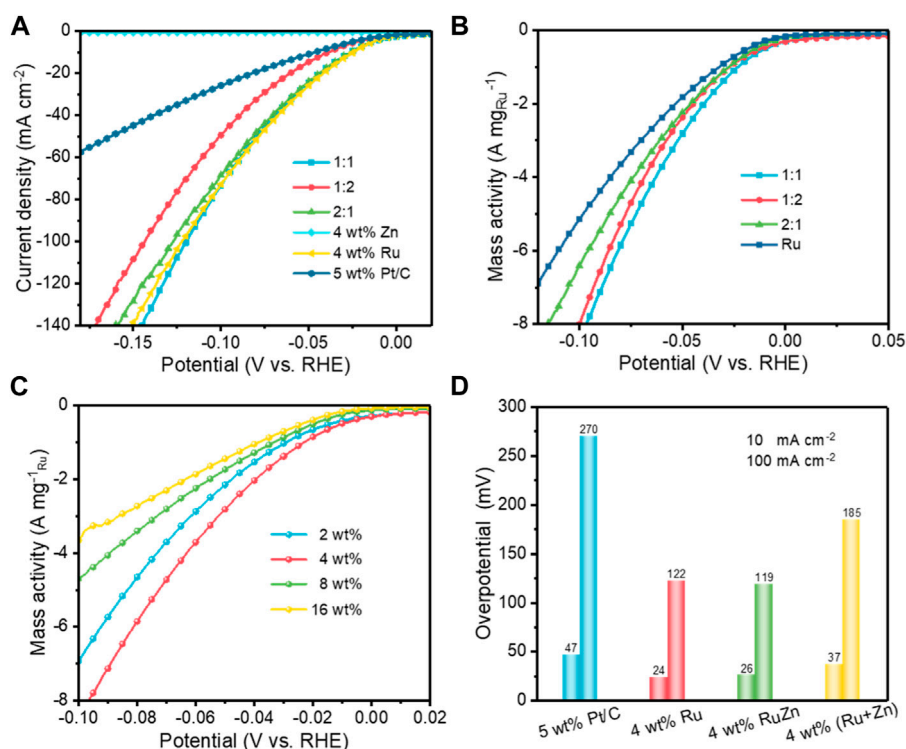 A
Current density (mA cm⁻²)
0
-20
-40
-60
-80
-100
-120
-140
1:1
1:2
2:1
4 wt% Zn
4 wt% Ru
5 wt% Pt/C
-0.15
-0.10
-0.05
0.00
Potential (V vs. RHE)
B
Mass activity (A mg_Ru⁻¹)
0
-2
-4
-6
-8
1:1
1:2
2:1
Ru
-0.10
-0.05
0.00
0.05
Potential (V vs. RHE)
C
Mass activity (A mg⁻¹_Ru)
0
-2
-4
-6
-8
2 wt%
4 wt%
8 wt%
16 wt%
-0.10
-0.08
-0.06
-0.04
-0.02
0.00
0.02
Potential (V vs. RHE)
D
Overpotential (mV)
300
250
200
150
100
50
0
10 mA cm⁻²
100 mA cm⁻²
47
270
24
122
26
119
37
185
5 wt% Pt/C
4 wt% Ru
4 wt% RuZn
4 wt% (Ru+Zn)